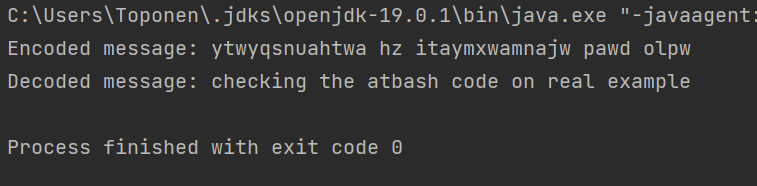 C:\Users\Toponen\.jdks\openjdk-19.0.1\bin\java.exe "-javaagent:
Encoded message: ytwyqsnuahtwa hz itaymxwamnajw pawd olpw
Decoded message: checking the atbash code on real example
Process finished with exit code 0